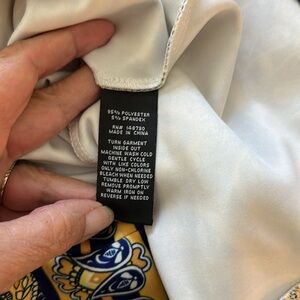 95% POLYESTER
5% SPANDEX
RN# 146730
MADE IN CHINA
TURN GARMENT
INSIDE OUT
MACHINE WASH COLD
GENTLE CYCLE
WITH LIKE COLORS
ONLY NON-CHLORINE
BLEACH WHEN NEEDED
TUMBLE DRY LOW
REMOVE PROMPTLY
WARM IRON ON
REVERSE IF NEEDED